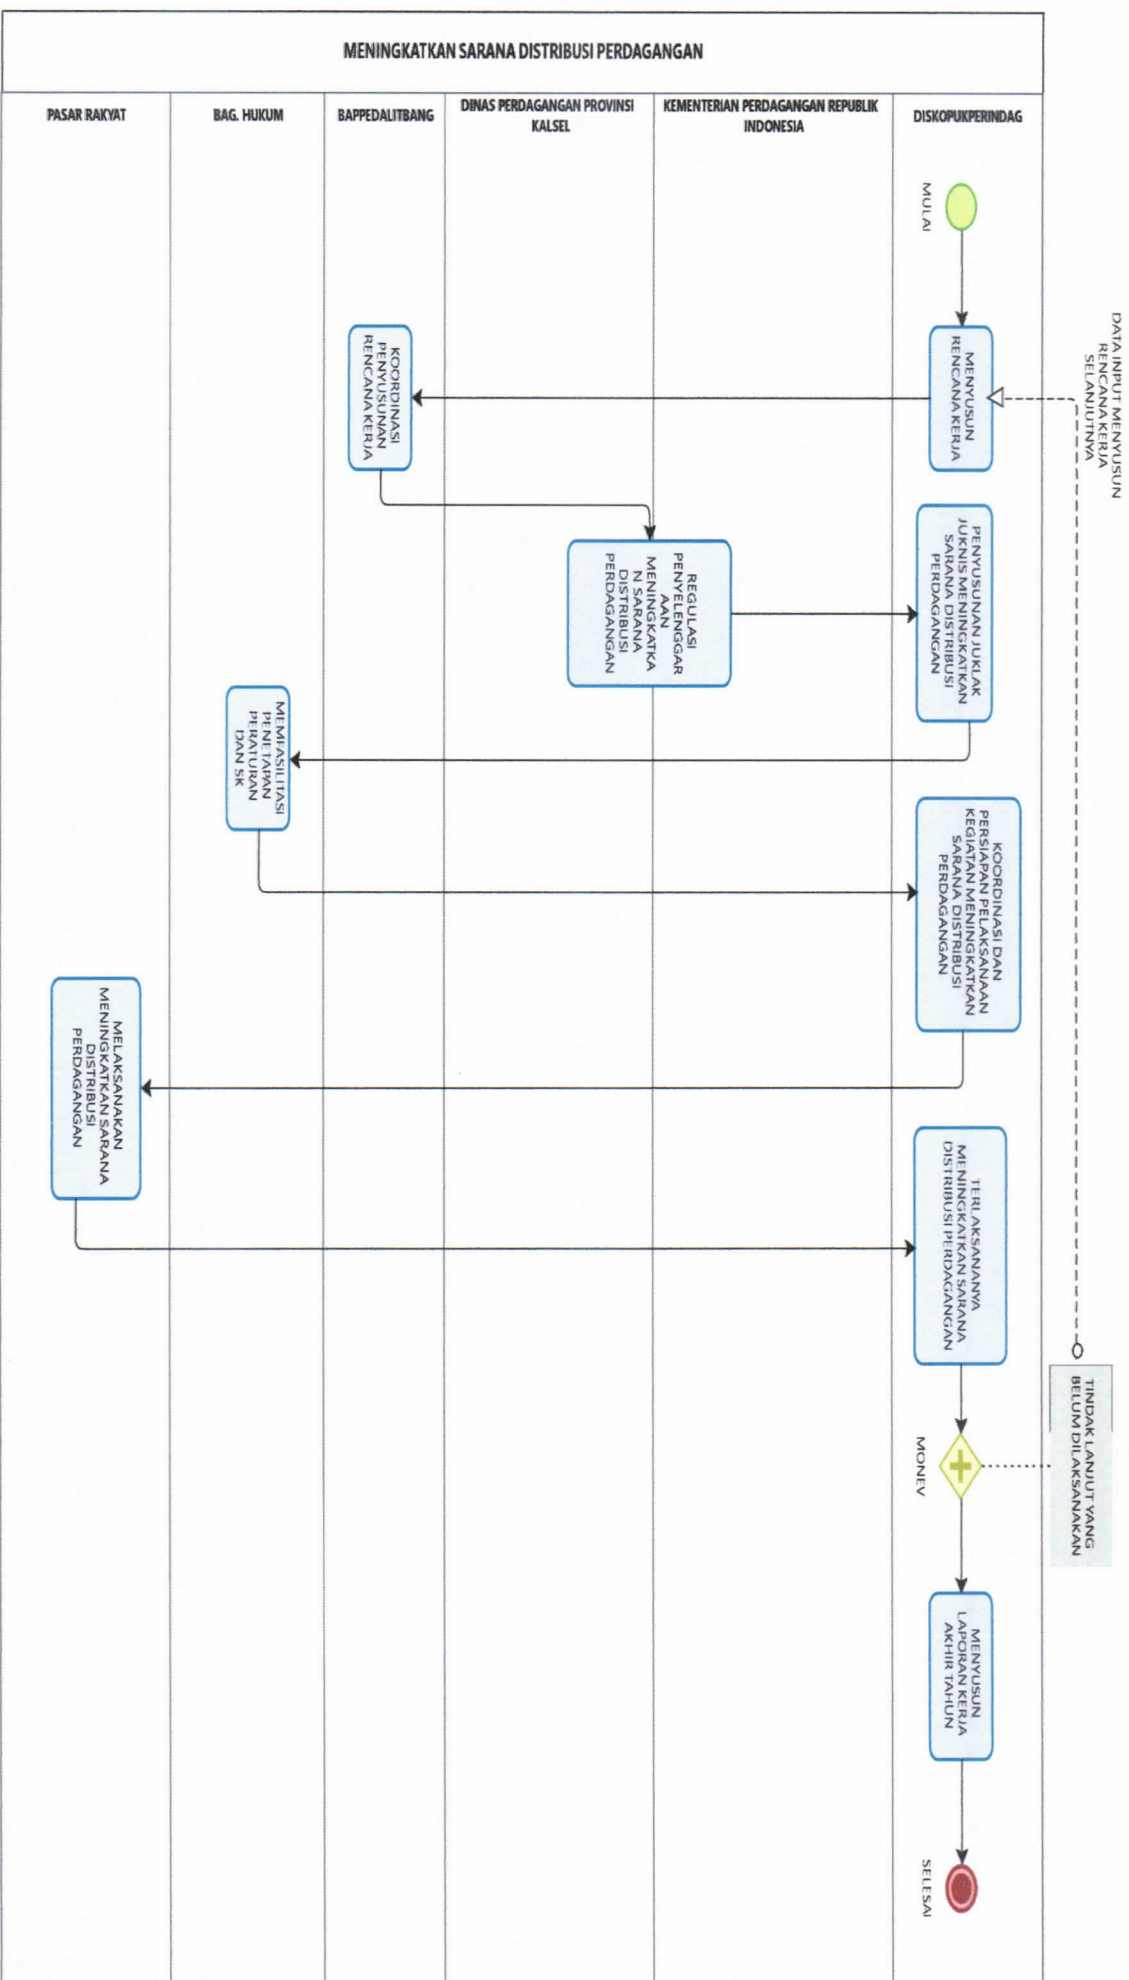 MENINGKATKAN SARANA DISTRIBUSI PERDAGANGAN
PASAR RAKYAT
BAG. HUKUM
BAPPEDALITBANG
DINAS PERDAGANGAN PROVINSI
KALSEL
KEMENTERIAN PERDAGANGAN REPUBLIK
INDONESIA
DISKOPUKPERINDAG
MULAI
DATA INPUT MENYUSUN
RENCANA KERJA
SELANJUTNYA
MENYUSUN
RENCANA KERJA
KOORDINASI
PENYUSUNAN
RENCANA KERJA
REGULASI
PENYELENGGAR
AAN
MENINGKATKA
N SARANA
DISTRIBUSI
PERDAGANGAN
PENYUSUNAN JUKLAK
JUKNIS MENINGKATKAN
SARANA DISTRIBUSI
PERDAGANGAN
MEMFASILITASI
PENETAPAN
PERATURAN
DAN SK
KOORDINASI DAN
PERSIAPAN PELAKSANAAN
KEGIATAN MENINGKATKAN
SARANA DISTRIBUSI
PERDAGANGAN
MELAKSANAKAN
MENINGKATKAN SARANA
DISTRIBUSI
PERDAGANGAN
TERLAKSANANYA
MENINGKATKAN SARANA
DISTRIBUSI PERDAGANGAN
MONEV
TINDAK LANJUT YANG
BELUM DILAKSANAKAN
MENYUSUN
LAPORAN KERJA
AKHIR TAHUN
SELESAI